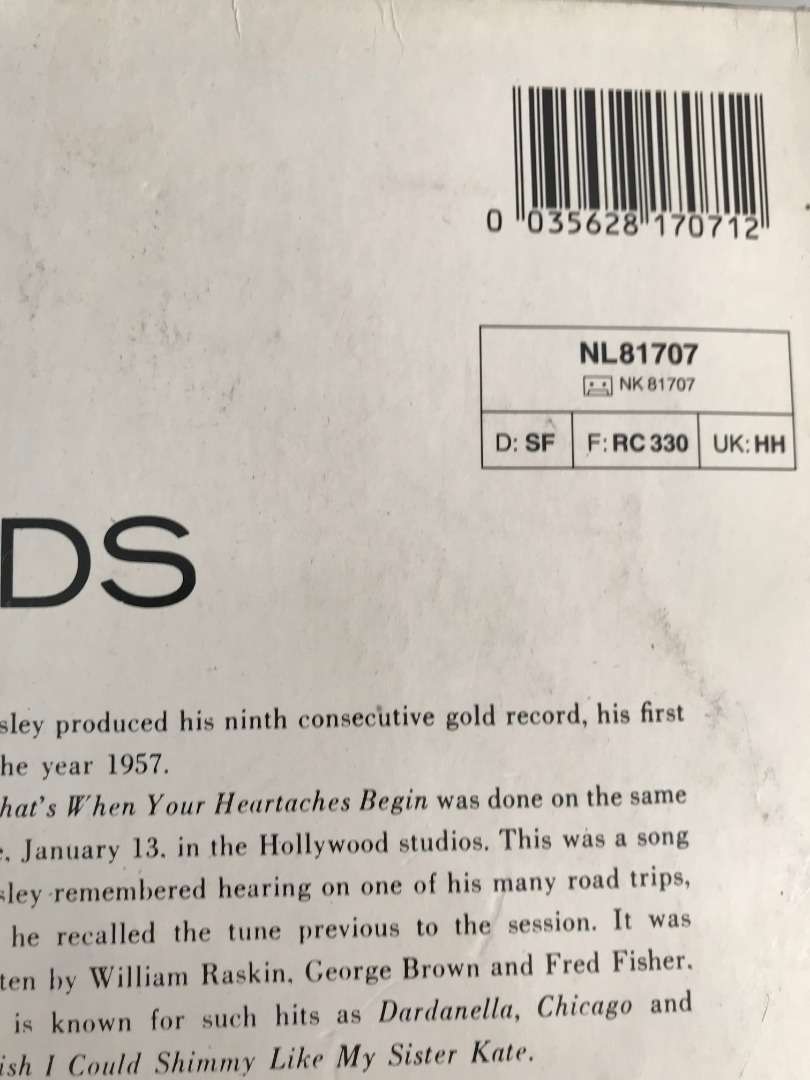 0 035628 170712
NL81707
NK 81707
D: SF F: RC 330 UK: HH
DS
sley produced his ninth consecutive gold record, his first
he year 1957.
hat's When Your Heartaches Begin was done on the same
, January 13. in the Hollywood studios. This was a song
sley remembered hearing on one of his many road trips,
he recalled the tune previous to the session. It was
ten by William Raskin, George Brown and Fred Fisher.
is known for such hits as Dardanella, Chicago and
ish I Could Shimmy Like My Sister Kate.